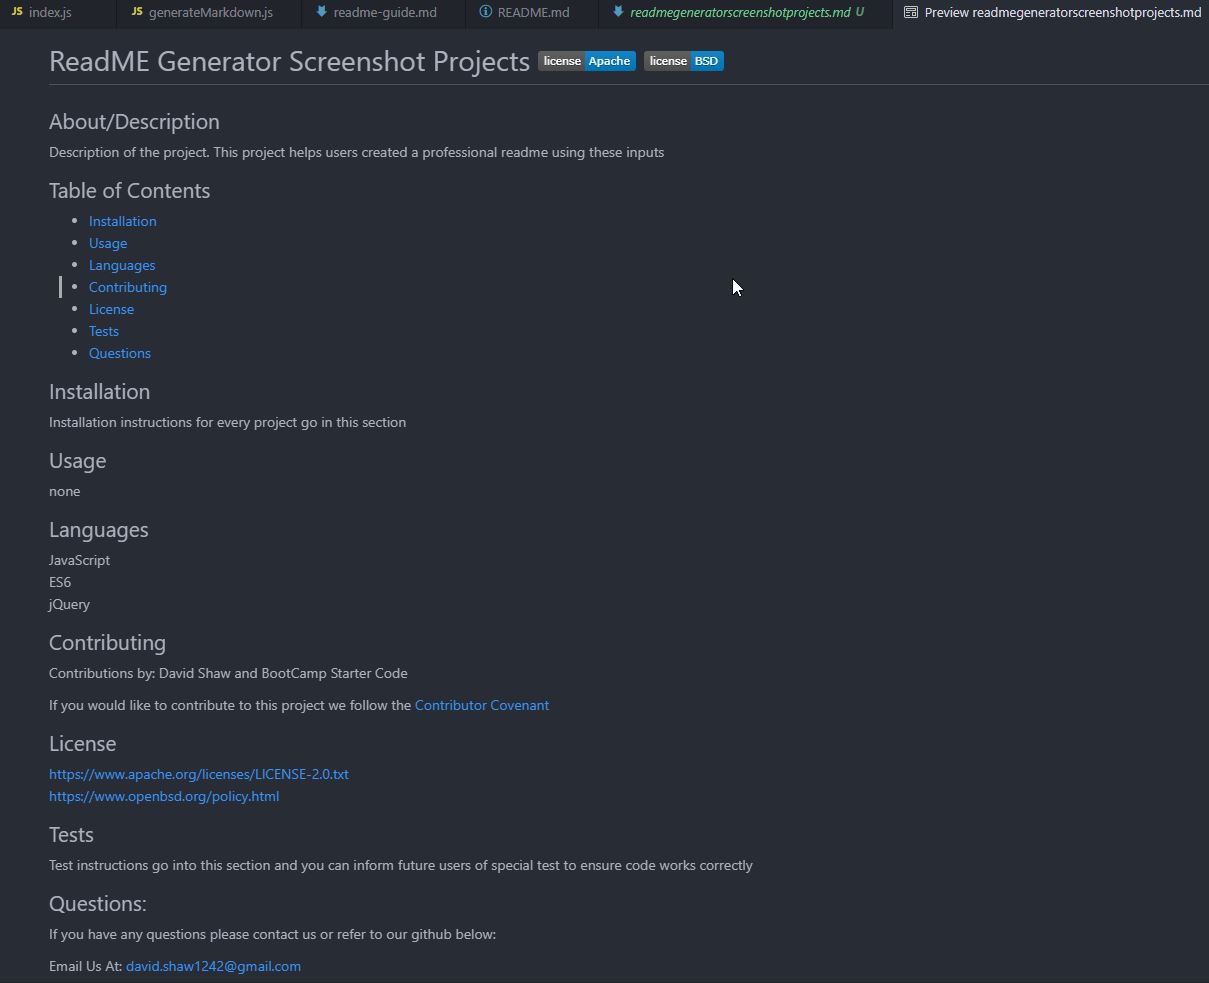 JS index.js
JS generateMarkdown.js
readme-guide.md
README.md
readmegeneratorscreenshotprojects.md U
Preview readmegeneratorscreenshotprojects.md
ReadME Generator Screenshot Projects license Apache license BSD
About/Description
Description of the project. This project helps users created a professional readme using these inputs
Table of Contents
• Installation
• Usage
• Languages
• Contributing
• License
• Tests
• Questions
Installation
Installation instructions for every project go in this section
Usage
none
Languages
JavaScript
ES6
jQuery
Contributing
Contributions by: David Shaw and BootCamp Starter Code
If you would like to contribute to this project we follow the Contributor Covenant
License
https://www.apache.org/licenses/LICENSE-2.0.txt
https://www.openbsd.org/policy.html
Tests
Test instructions go into this section and you can inform future users of special test to ensure code works correctly
Questions:
If you have any questions please contact us or refer to our github below:
Email Us At: david.shaw1242@gmail.com